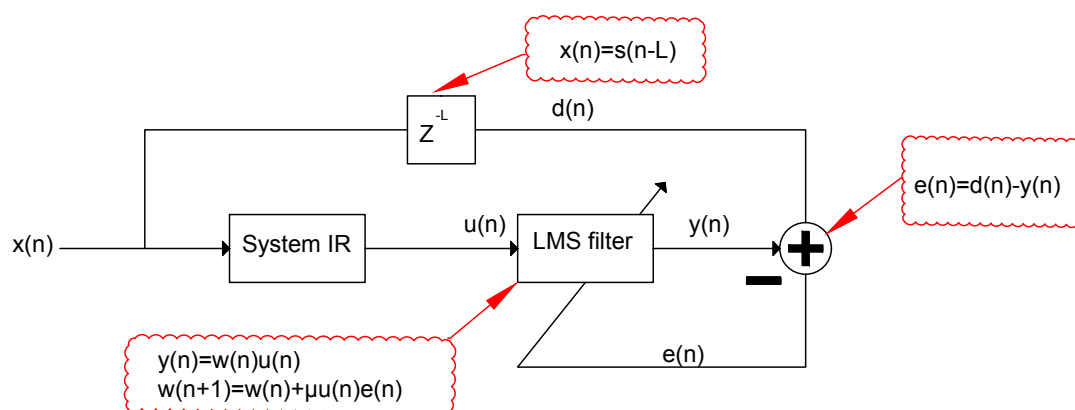 x(n)=s(n-L)
Z
-L
d(n)
e(n)=d(n)-y(n)
x(n)
System IR
u(n)
LMS filter
y(n)
e(n)
y(n)=w(n)u(n)
w(n+1)=w(n)+µu(n)e(n)